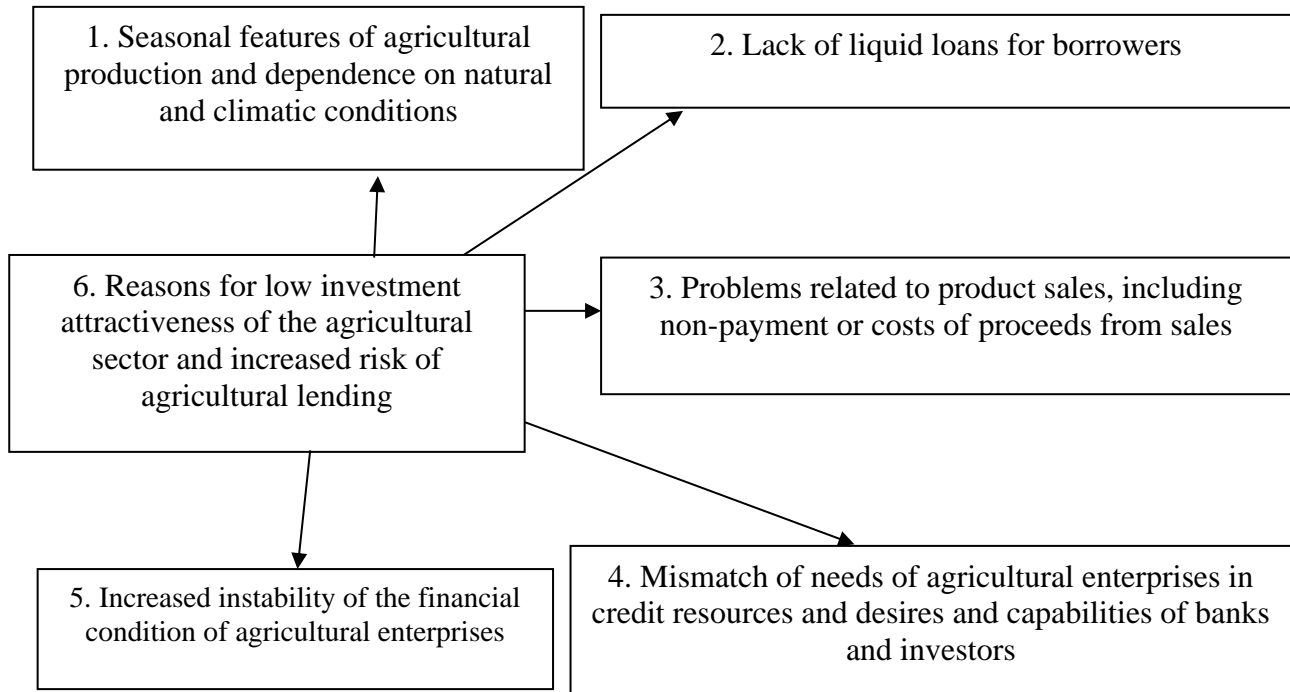 1. Seasonal features of agricultural
production and dependence on natural
and climatic conditions
2. Lack of liquid loans for borrowers
6. Reasons for low investment
attractiveness of the agricultural
sector and increased risk of
agricultural lending
3. Problems related to product sales, including
non-payment or costs of proceeds from sales
5. Increased instability of the financial
condition of agricultural enterprises
4. Mismatch of needs of agricultural enterprises in
credit resources and desires and capabilities of banks
and investors